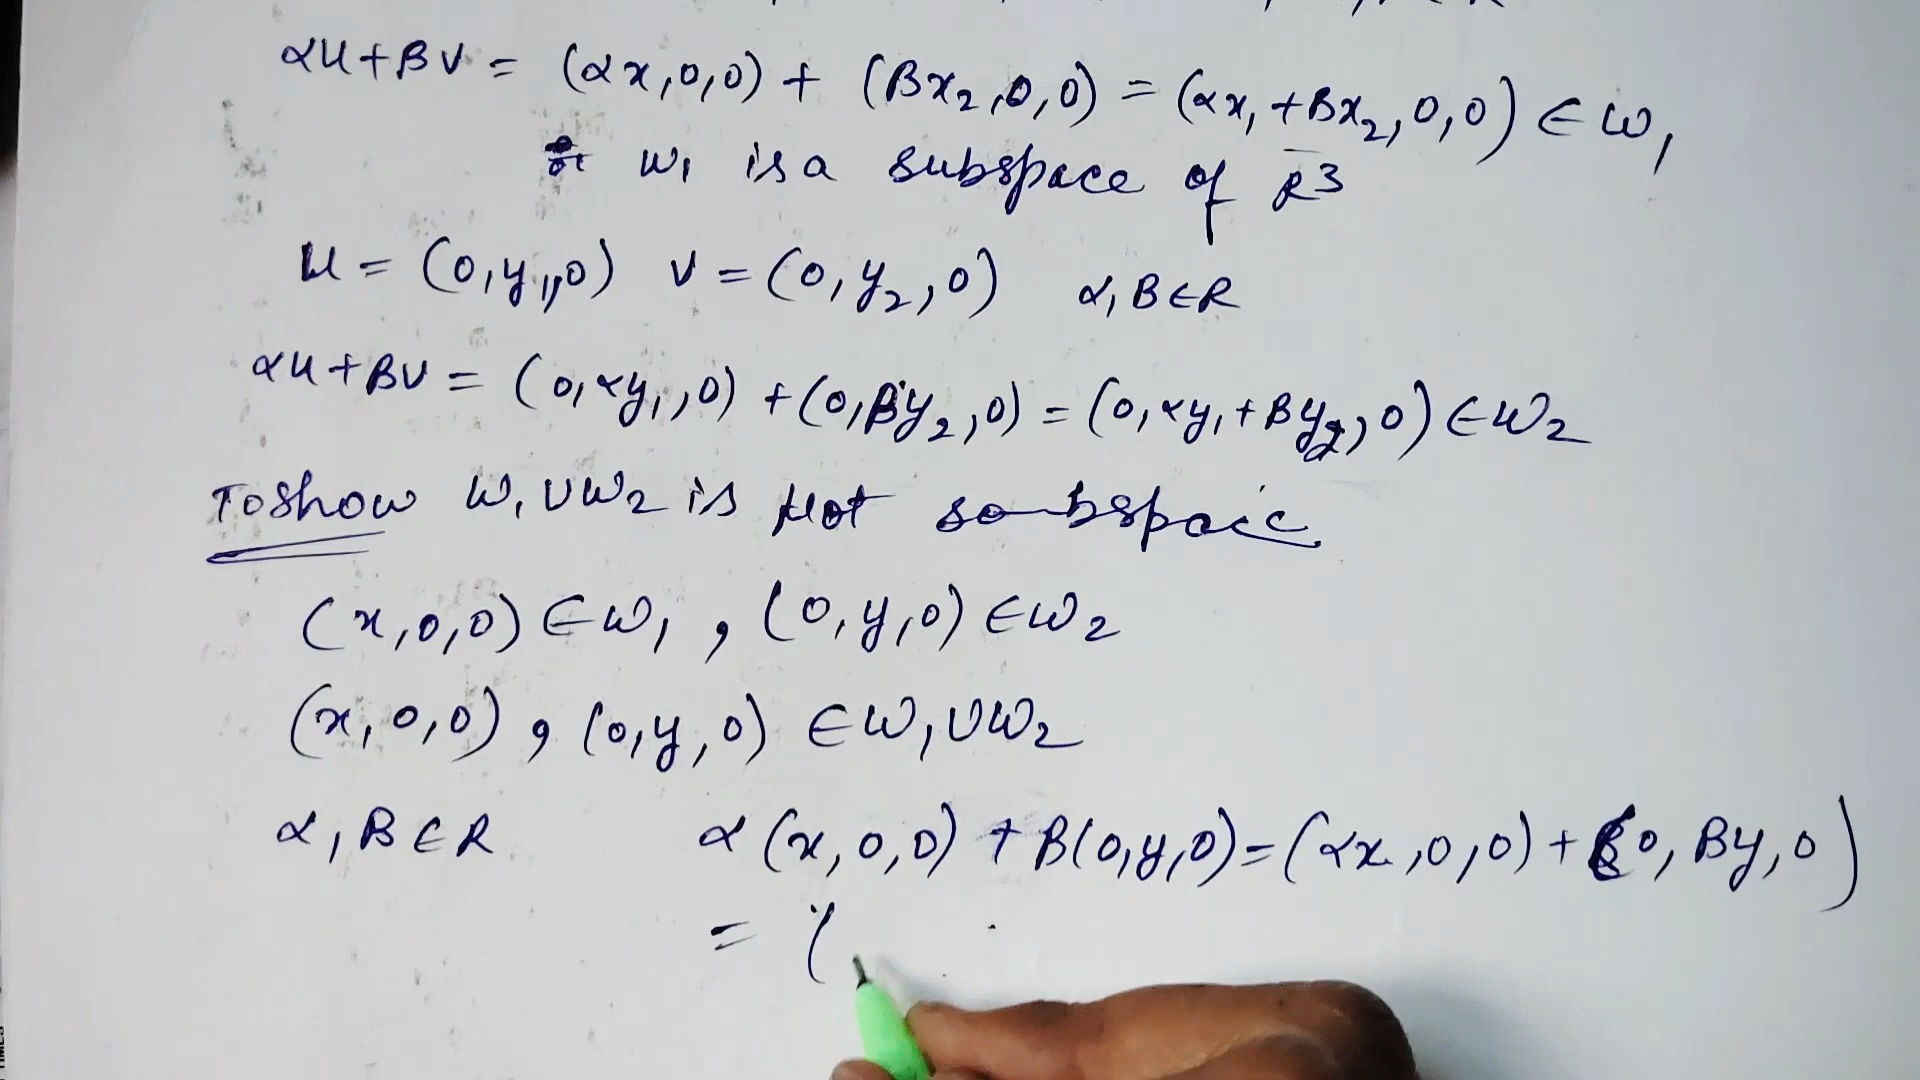 αu+βv = (αx,0,0) + (βx₂,0,0) = (αx₁+βx₂,0,0) ∈ W₁
W₁ is a subspace of R3
u = (0,y₁,0) v = (0,y₂,0) α,β∈R
αu+βv = (0,αy₁,0) + (0,βy₂,0) = (0,αy₁+βy₂,0) ∈ W₂
To show W₁∪W₂ is not
(x,0,0) ∈ W₁ , (0,y,0) ∈ W₂
(x,0,0) , (0,y,0) ∈ W₁∪W₂
α,β∈R α(x,0,0) + β(0,y,0) = (αx,0,0) + (0,βy,0)
= (